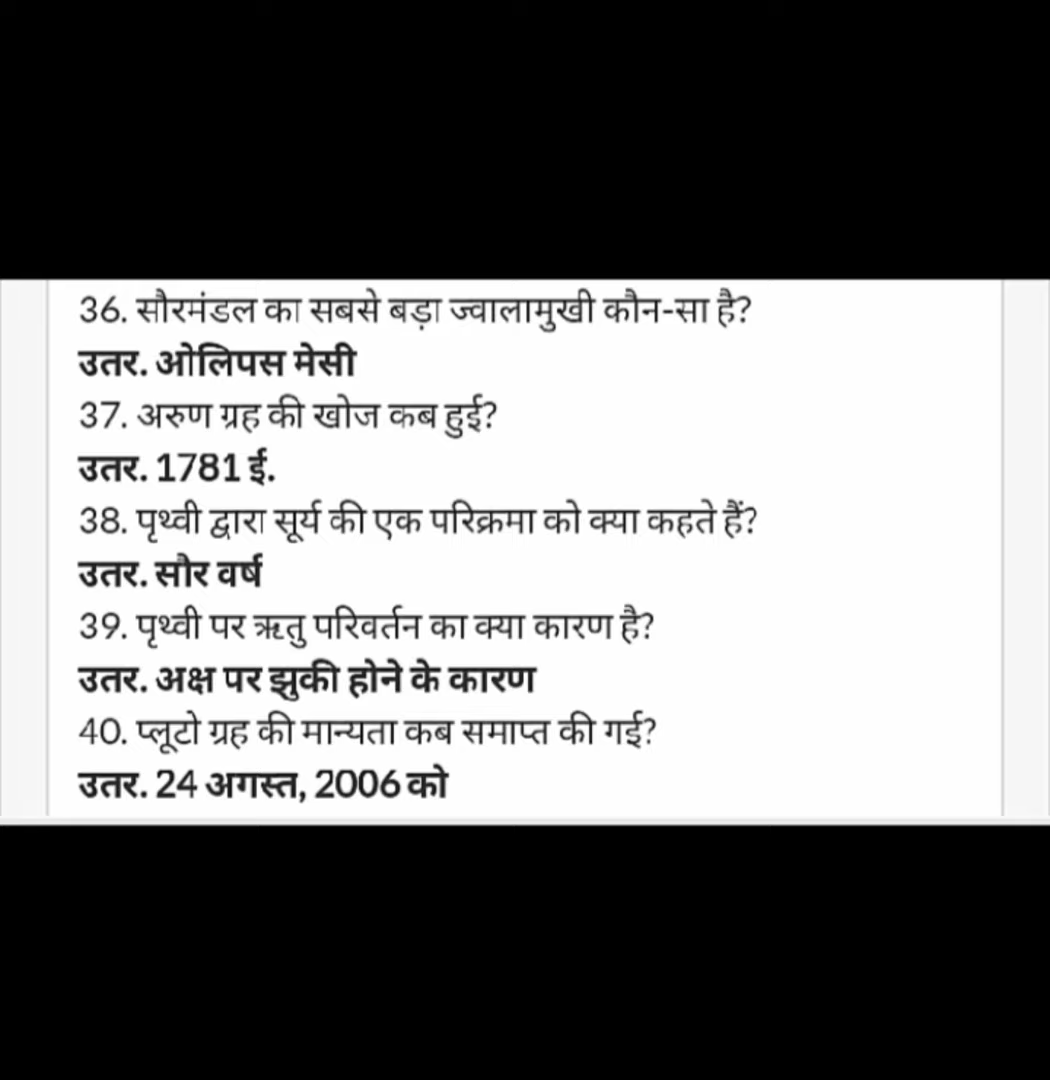 36. सौरमंडल का सबसे बड़ा ज्वालामुखी कौन-सा है?
उतर. ओलिपस मेसी
37. अरुण ग्रह की खोज कब हुई?
उतर. 1781 ई.
38. पृथ्वी द्वारा सूर्य की एक परिक्रमा को क्या कहते हैं?
उतर. सौर वर्ष
39. पृथ्वी पर ऋतु परिवर्तन का क्या कारण है?
उतर. अक्ष पर झुकी होने के कारण
40. प्लूटो ग्रह की मान्यता कब समाप्त की गई?
उतर. 24 अगस्त, 2006 को